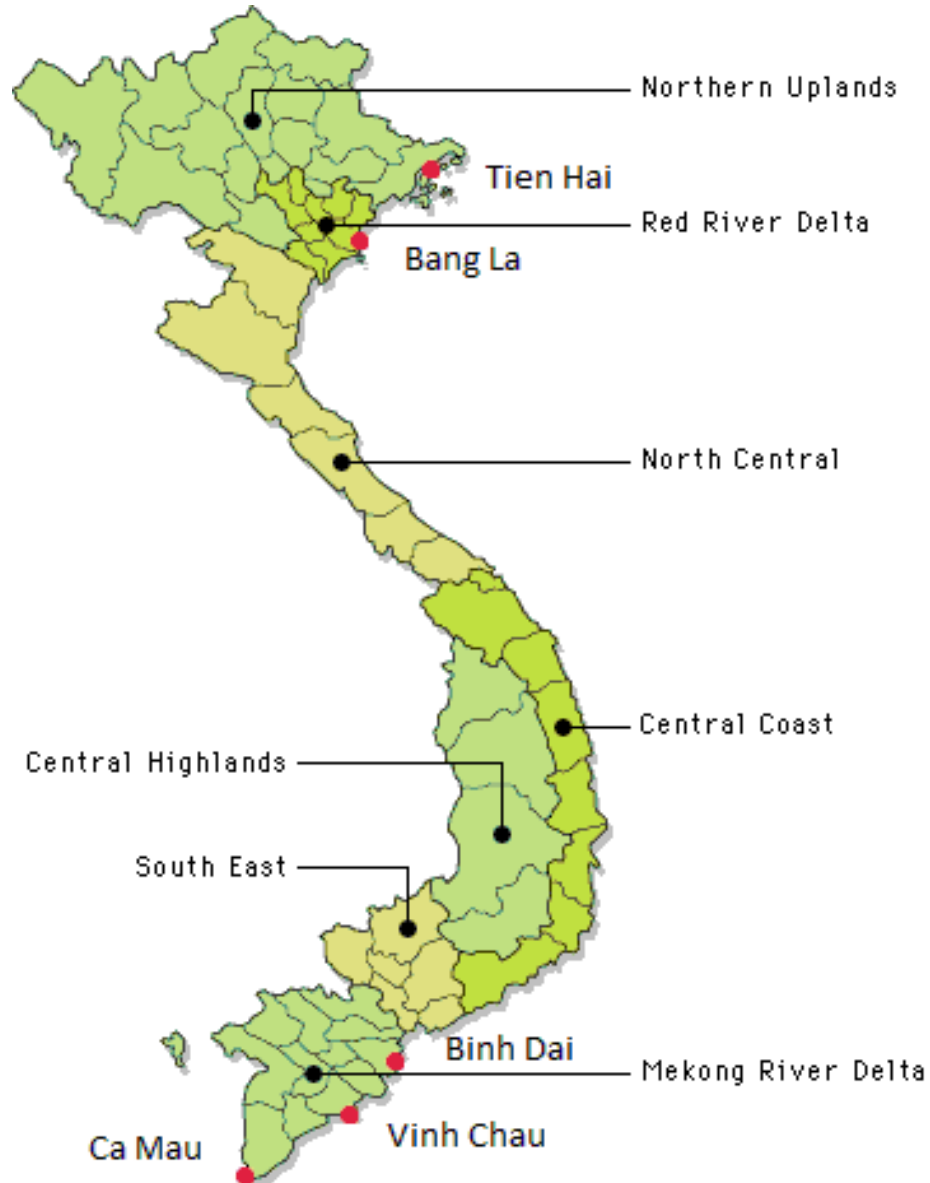 Northern Uplands
Tien Hai
Red River Delta
Bang La
North Central
Central Coast
Central Highlands
South East
Binh Dai
Mekong River Delta
Vinh Chau
Ca Mau